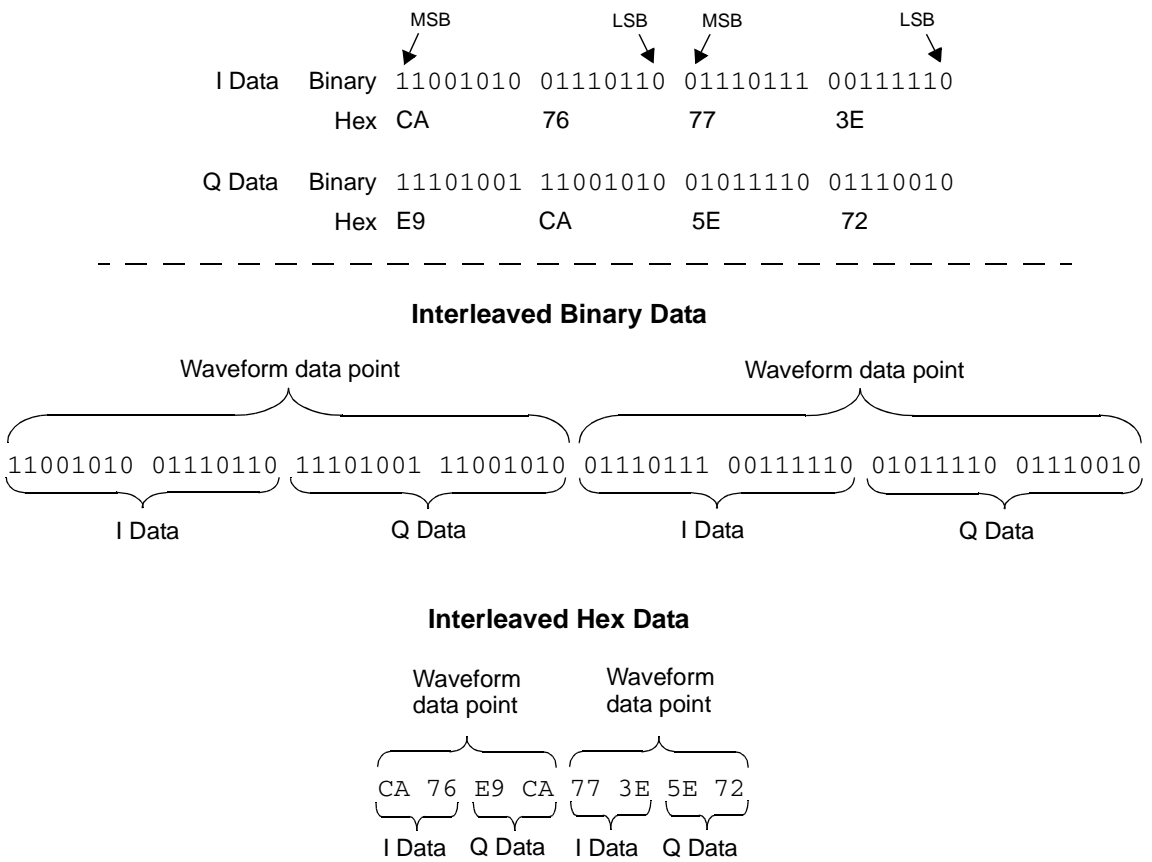 MSB LSB MSB LSB
I Data Binary 11001010 01110110 01110111 00111110
Hex CA 76 77 3E
Q Data Binary 11101001 11001010 01011110 01110010
Hex E9 CA 5E 72
Interleaved Binary Data
Waveform data point Waveform data point
11001010 01110110 11101001 11001010 01110111 00111110 01011110 01110010
I Data Q Data I Data Q Data
Interleaved Hex Data
Waveform Waveform
data point data point
CA 76 E9 CA 77 3E 5E 72
I Data Q Data I Data Q Data